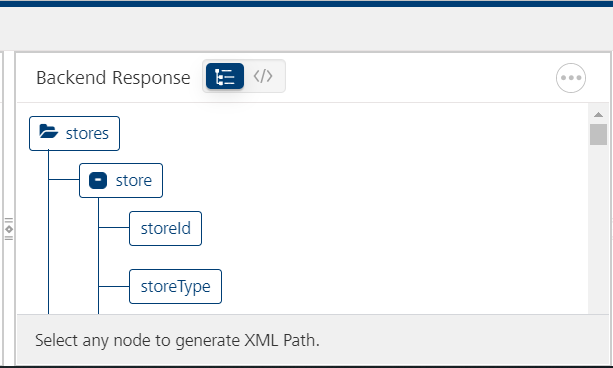 Backend Response </>
stores
store
storeId
storeType
Select any node to generate XML Path.